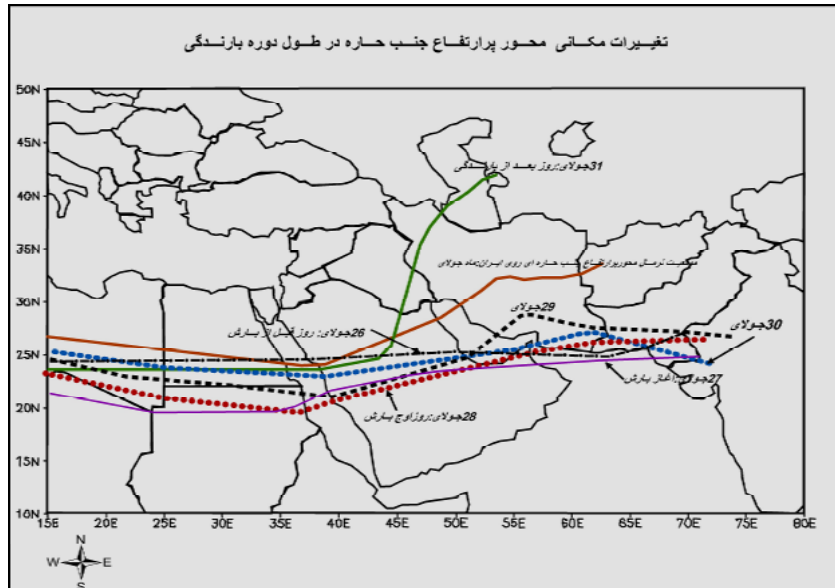 تغییرات مکانی محور پرارتفاع جنب حاره در طول دوره بارندگی
50N
45N
31جولای:روز بعد از بارندگی
40N
35N
موقعیت نرمال محور پرارتفاع جنب حاره ای روی ایران:ماه جولای
30N
29جولای
26جولای: روز قبل از بارش
30جولای
25N
27جولای:آغاز بارش
20N
28جولای:روز اوج بارش
15N
10N
15E 20E 25E 30E 35E 40E 45E 50E 55E 60E 65E 70E 75E 80E
N
W E
S